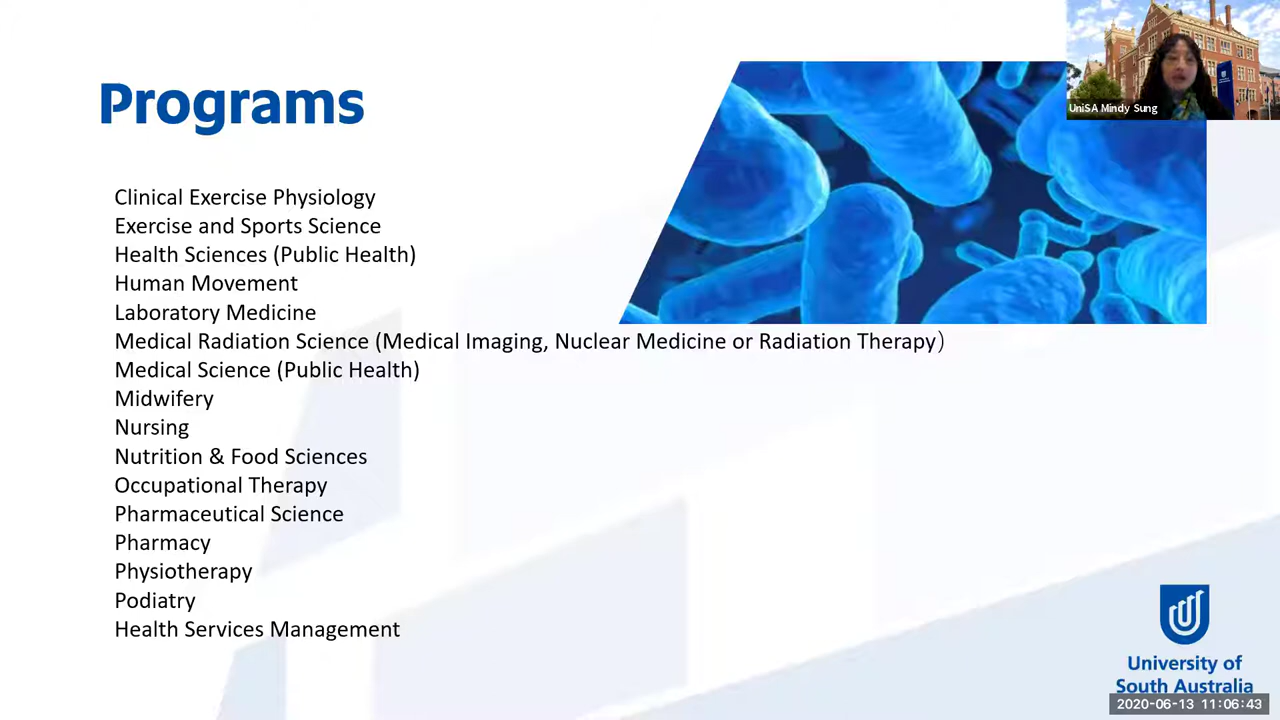 Programs
UniSA Mindy Sung
Clinical Exercise Physiology
Exercise and Sports Science
Health Sciences (Public Health)
Human Movement
Laboratory Medicine
Medical Radiation Science (Medical Imaging, Nuclear Medicine or Radiation Therapy）
Medical Science (Public Health)
Midwifery
Nursing
Nutrition & Food Sciences
Occupational Therapy
Pharmaceutical Science
Pharmacy
Physiotherapy
Podiatry
Health Services Management
University of
South Australia
2020-06-13 11:06:43